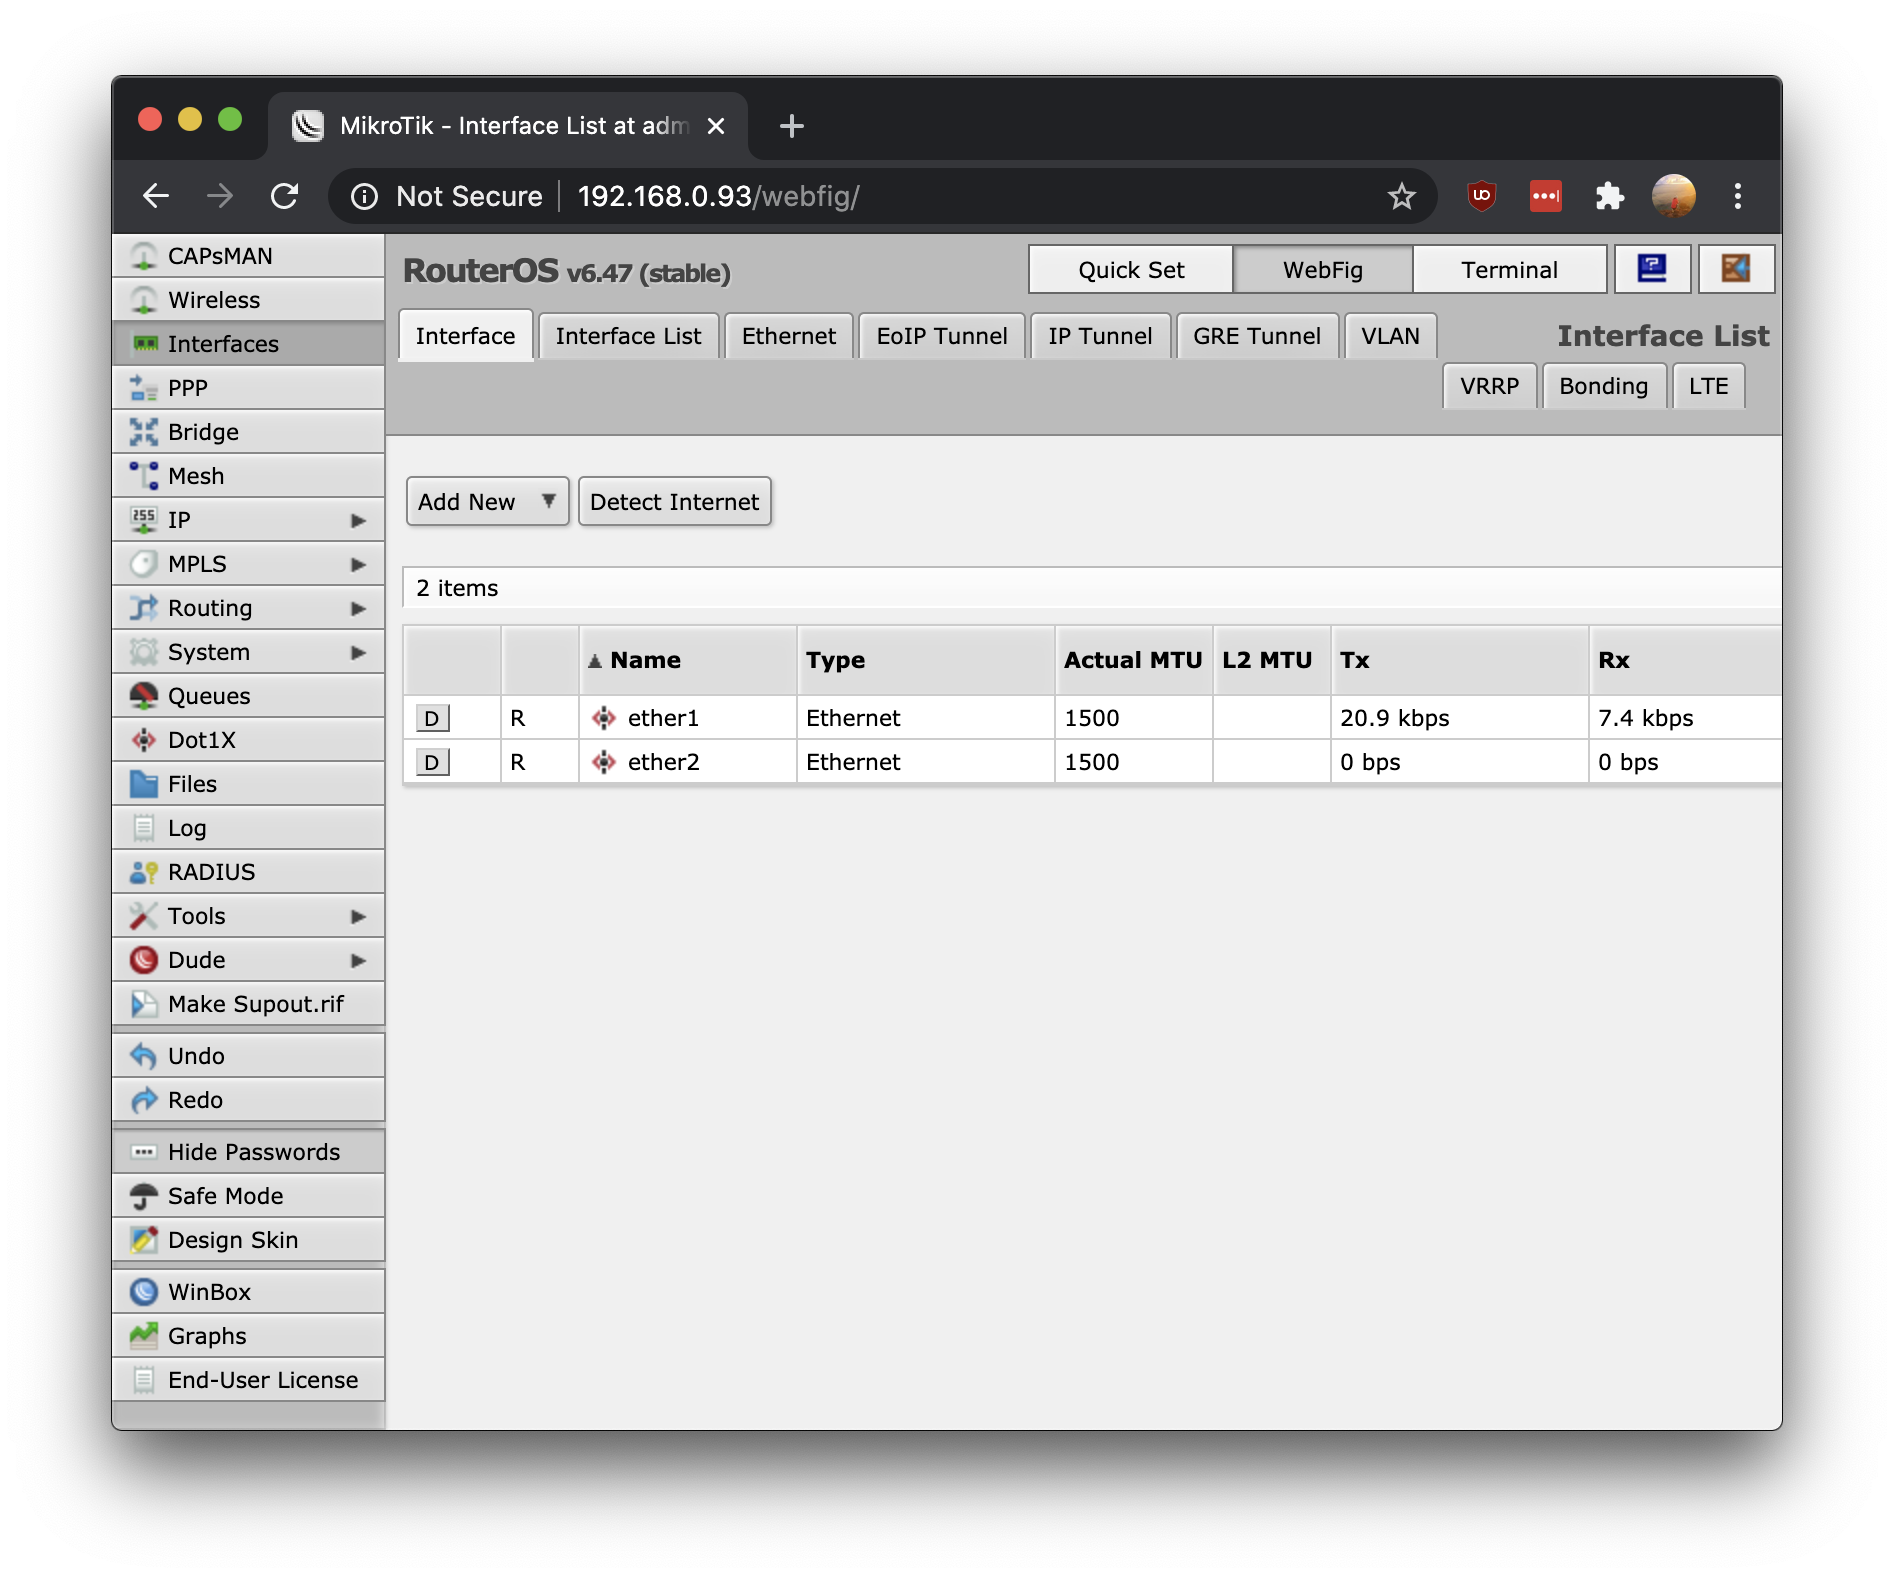 MikroTik - Interface List at adm
Not Secure 192.168.0.93/webfig/
CAPsMAN
Wireless
Interfaces
PPP
Bridge
Mesh
255 IP
MPLS
Routing
System
Queues
Dot1X
Files
Log
RADIUS
Tools
Dude
Make Supout.rif
Undo
Redo
Hide Passwords
Safe Mode
Design Skin
WinBox
Graphs
End-User License
RouterOS v6.47 (stable)
Quick Set WebFig Terminal
Interface Interface List Ethernet EoIP Tunnel IP Tunnel GRE Tunnel VLAN Interface List
VRRP Bonding LTE
Add New Detect Internet
2 items
Name Type Actual MTU L2 MTU Tx Rx
D R ether1 Ethernet 1500 20.9 kbps 7.4 kbps
D R ether2 Ethernet 1500 0 bps 0 bps